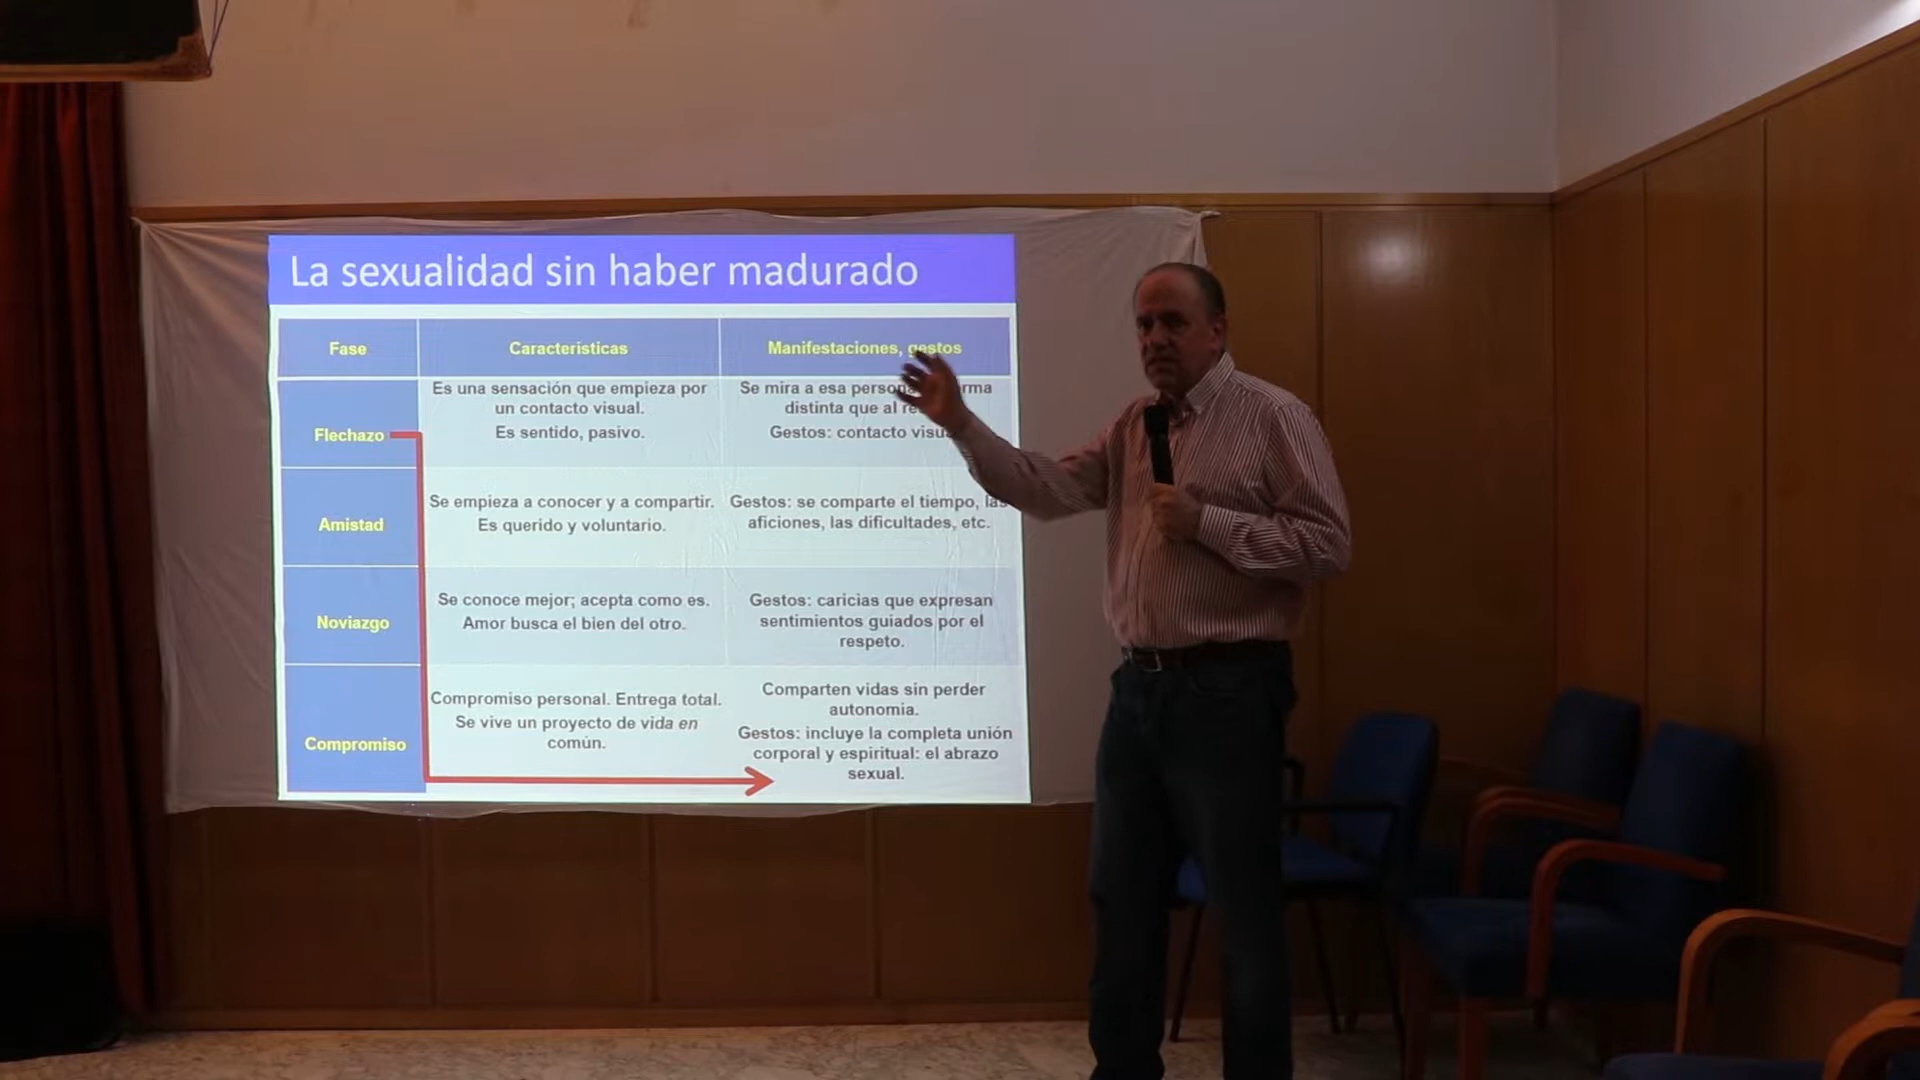 La sexualidad sin haber madurado
Fase
Características
Manifestaciones, gestos
Flechazo
Es una sensación que empieza por
un contacto visual.
Es sentido, pasivo.
Se mira a esa persona
distinta que al
Gestos: contacto
Amistad
Se empieza a conocer y a compartir.
Es querido y voluntario.
Gestos: se comparte el tiempo, las
aficiones, las dificultades, etc.
Noviazgo
Se conoce mejor; acepta como es.
Amor busca el bien del otro.
Gestos: caricias que expresan
sentimientos guiados por el
respeto.
Compromiso
Compromiso personal. Entrega total.
Se vive un proyecto de vida en
común.
Comparten vidas sin perder
autonomia.
Gestos: incluye la completa unión
corporal y espiritual: el abrazo
sexual.